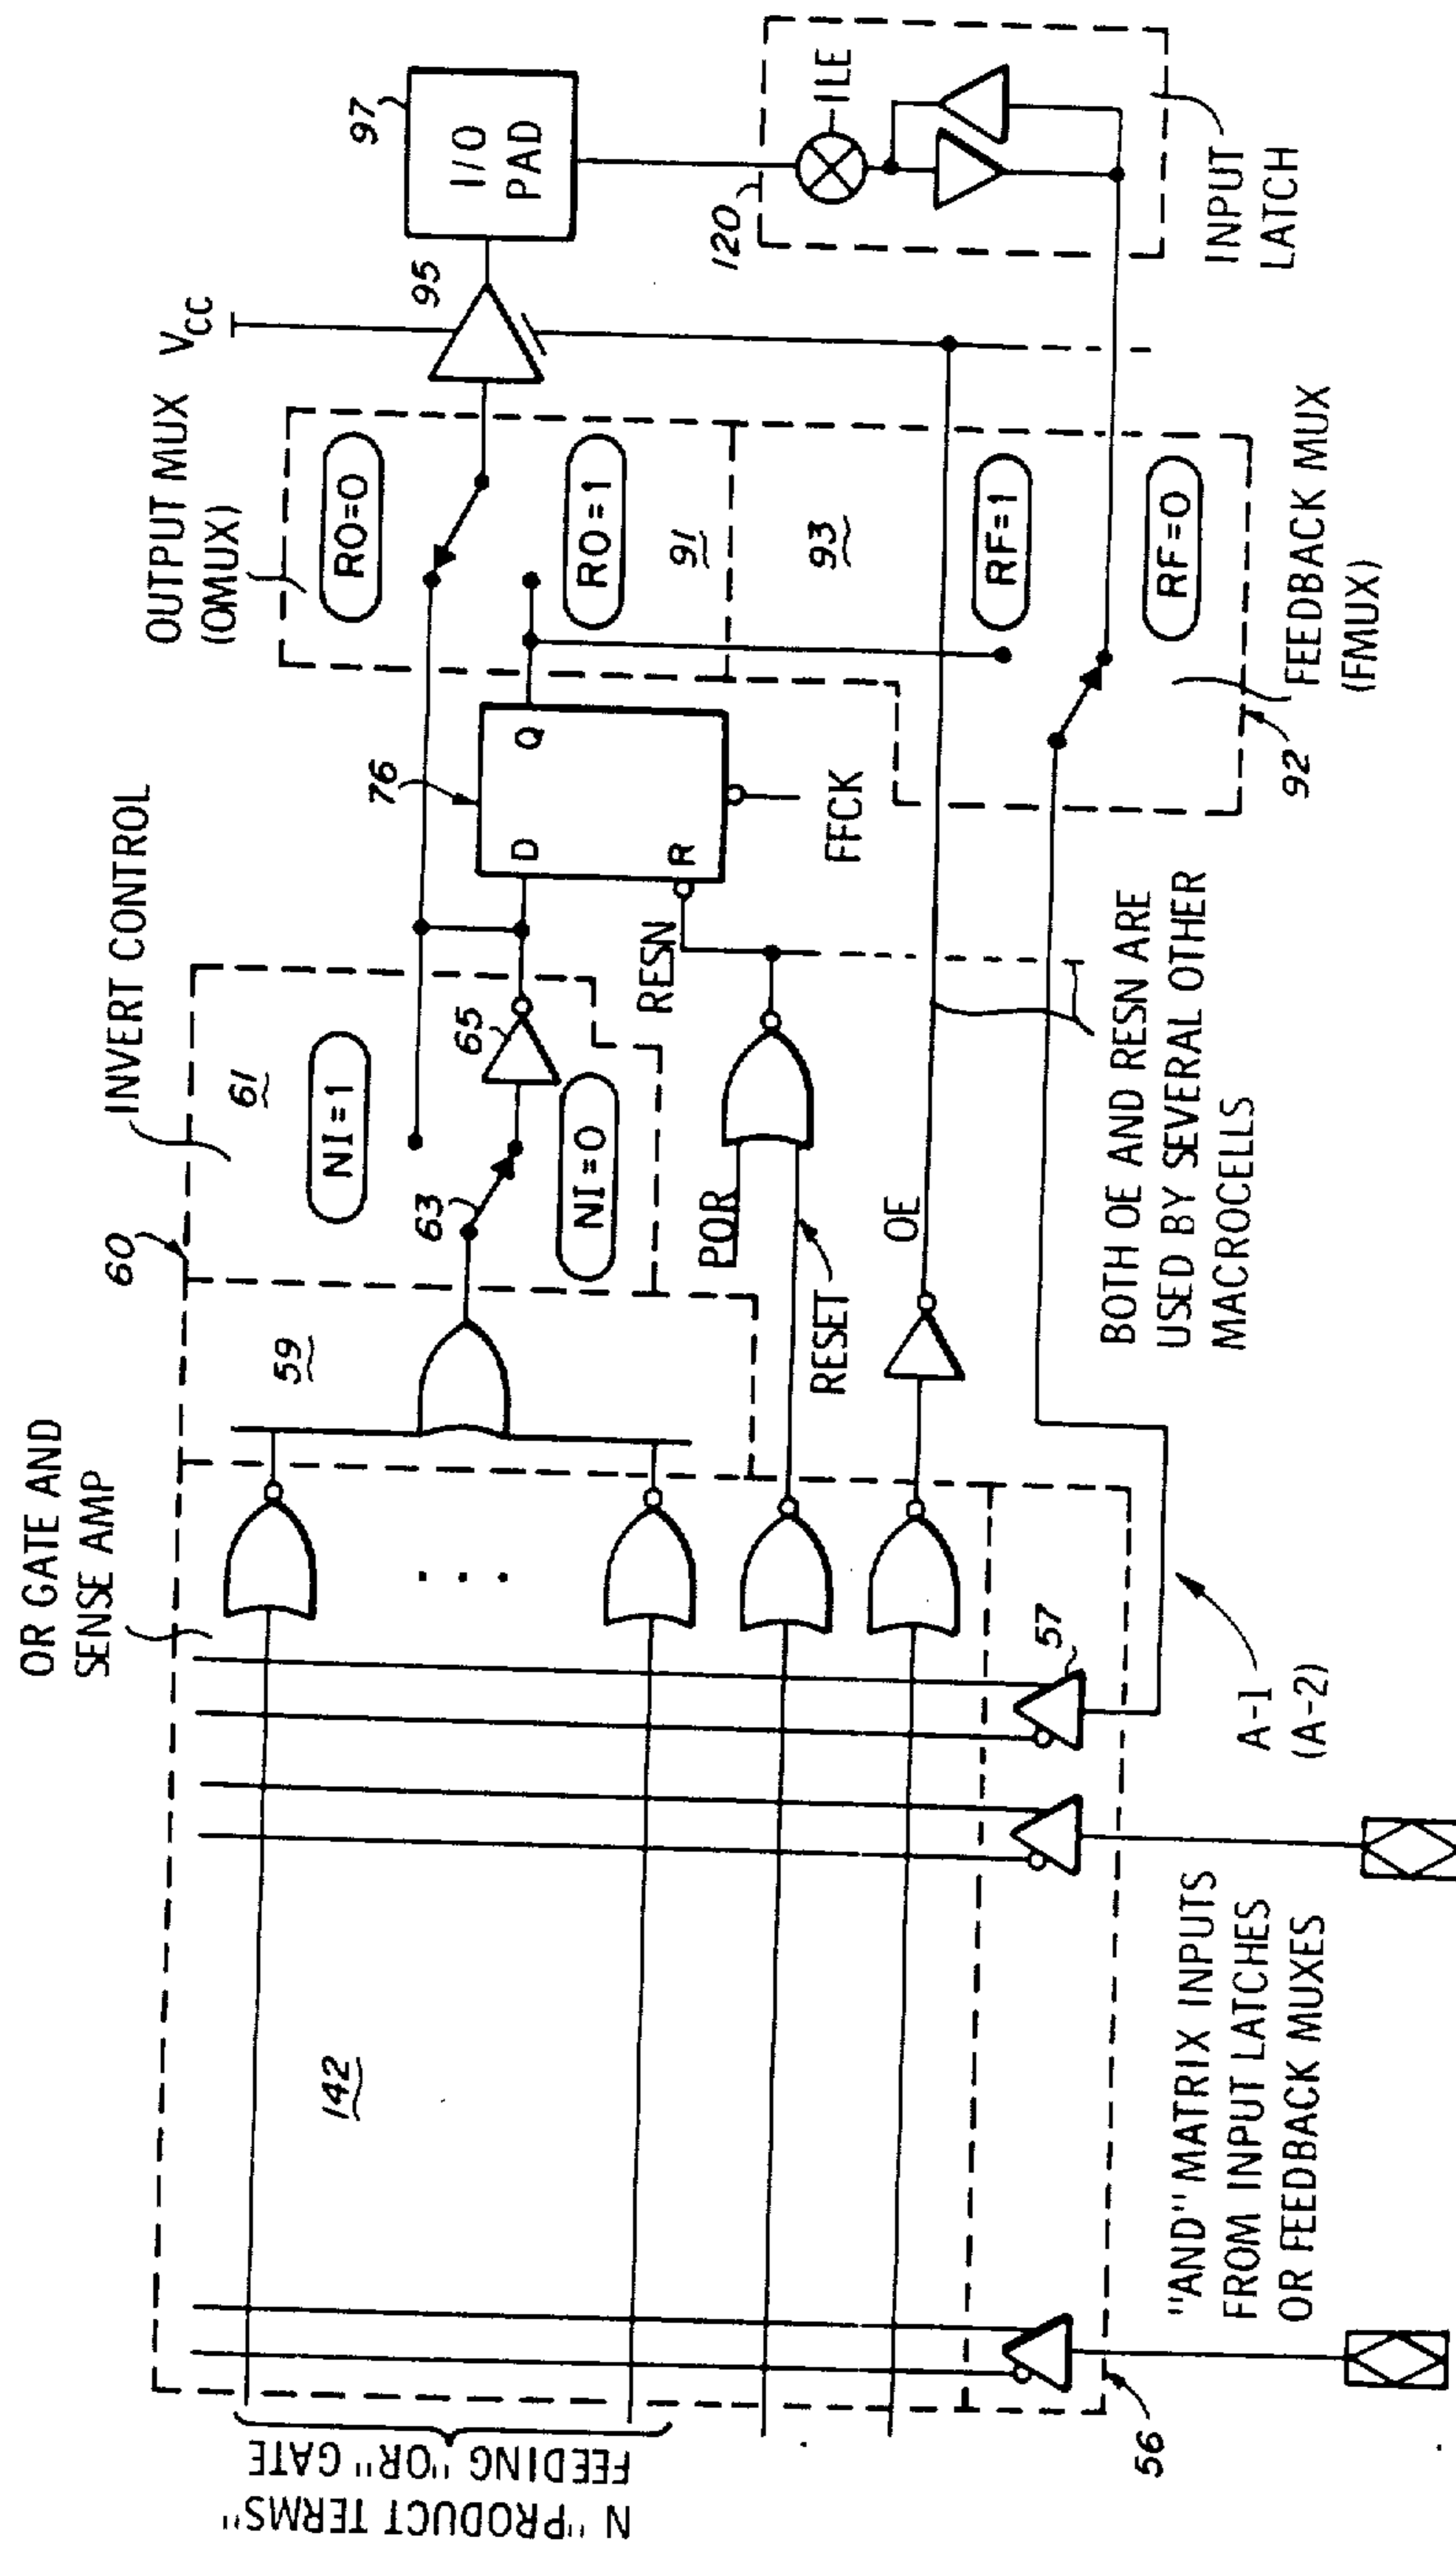 OR GATE AND
SENSE AMP
60
INVERT CONTROL
61
NI=1
63
65
NI=0
59
OUTPUT MUX
(OMUX)
RO=0
RO=1
91
93
RF=1
RF=0
FEEDBACK MUX
(FMUX)
92
VCC
95
97
I/O
PAD
120
ILE
INPUT
LATCH
76
D
Q
R
FFCK
RESN
POR
RESET
OE
BOTH OE AND RESN ARE
USED BY SEVERAL OTHER
MACROCELLS
142
57
A-1
(A-2)
"AND" MATRIX INPUTS
FROM INPUT LATCHES
OR FEEDBACK MUXES
56
N "PRODUCT TERMS"
FEEDING "OR" GATE